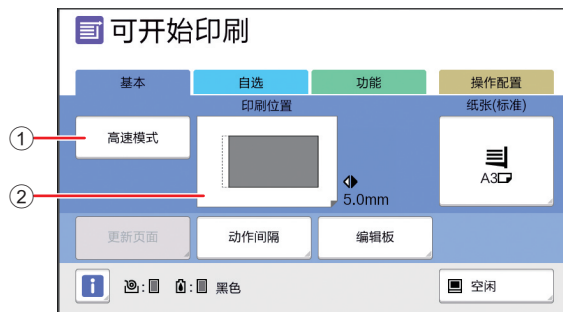 可开始印刷
基本 自选 功能 操作配置
印刷位置 纸张(标准)
① 高速模式
A3
② 5.0mm
更新页面 动作间隔 编辑板
i : : 黑色 空闲